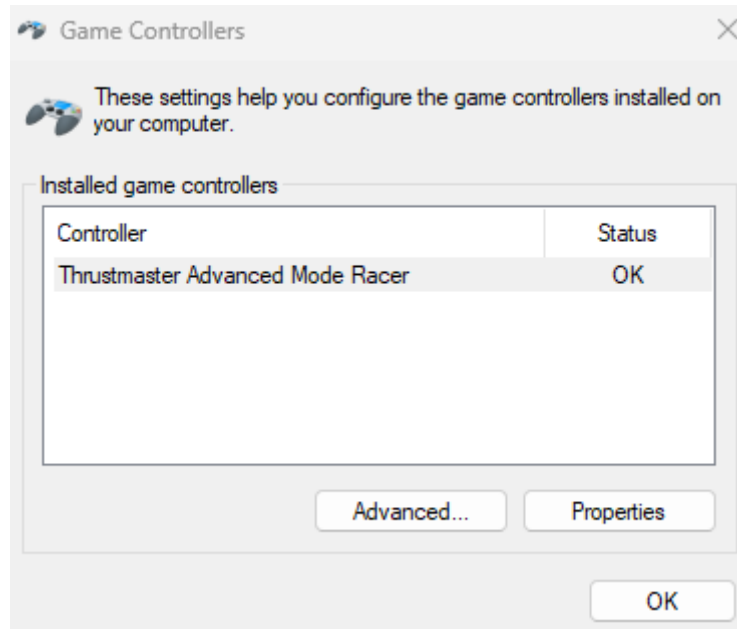 Game Controllers
These settings help you configure the game controllers installed on
your computer.
Installed game controllers
Controller Status
Thrustmaster Advanced Mode Racer OK
Advanced... Properties
OK